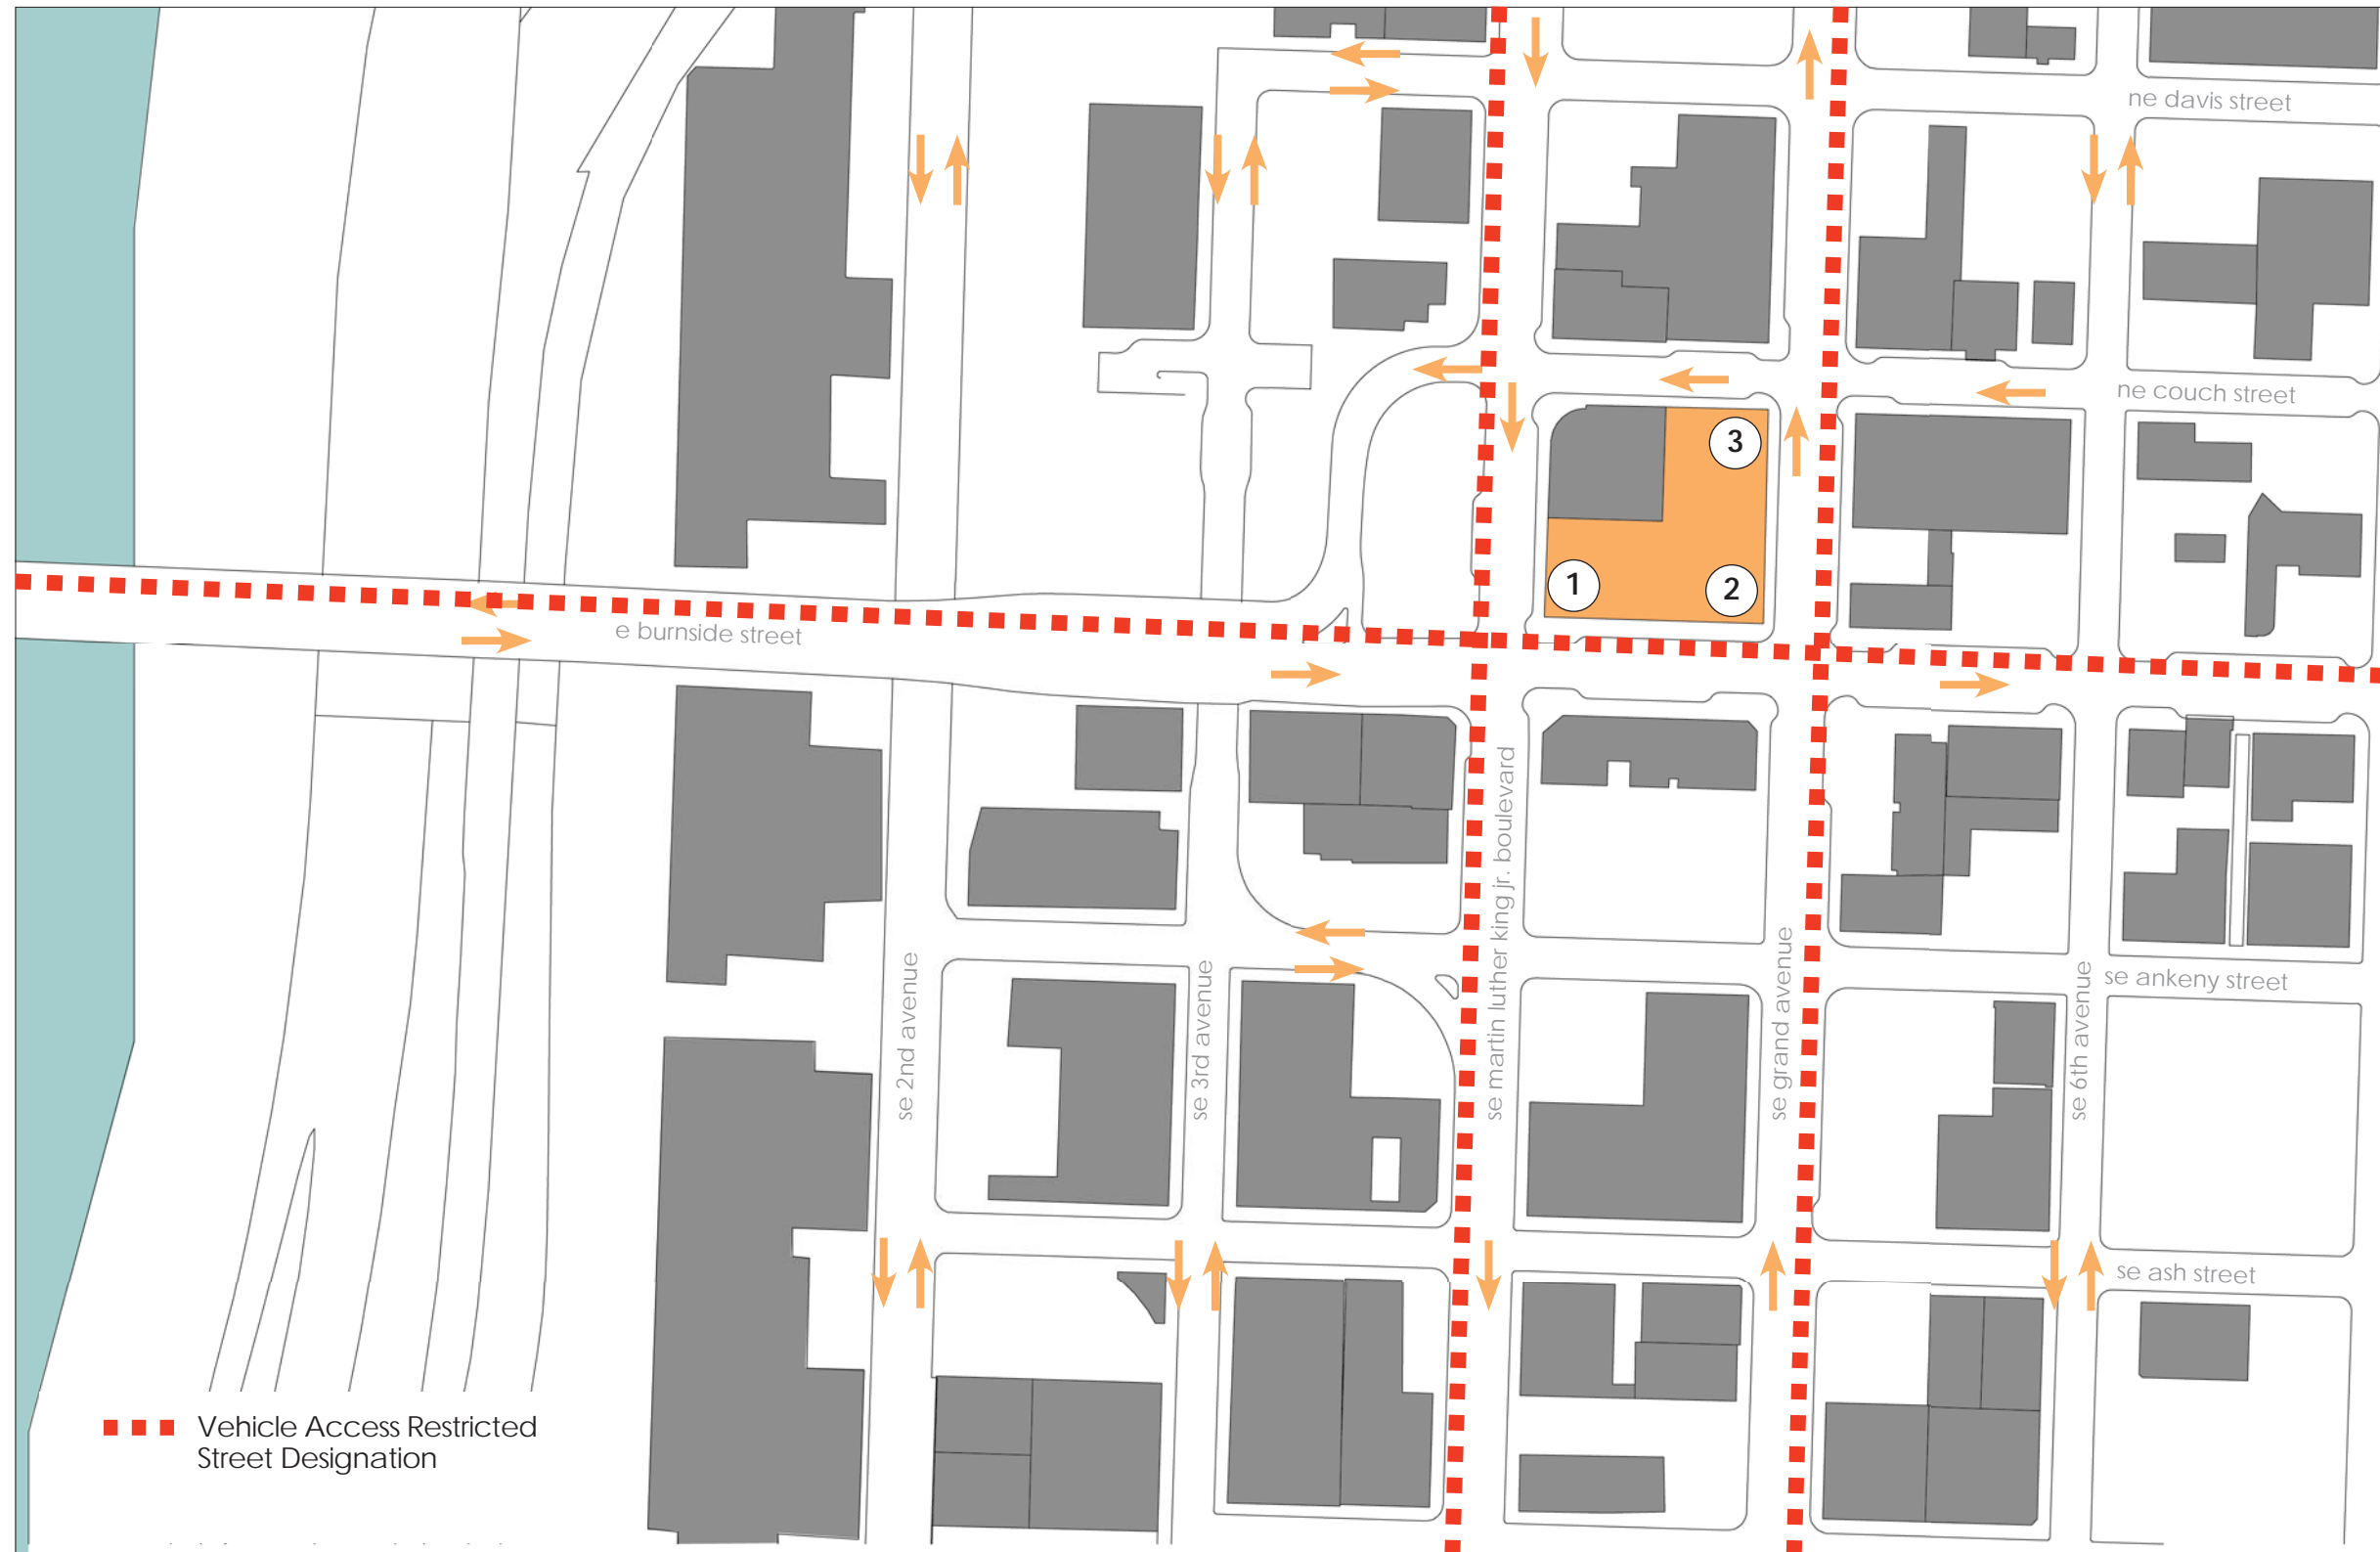 ne davis street
ne couch street
3
1
2
e burnside street
se martin luther king jr. boulevard
se grand avenue
se 2nd avenue
se 3rd avenue
se 6th avenue
se ankeny street
se ash street
Vehicle Access Restricted
Street Designation